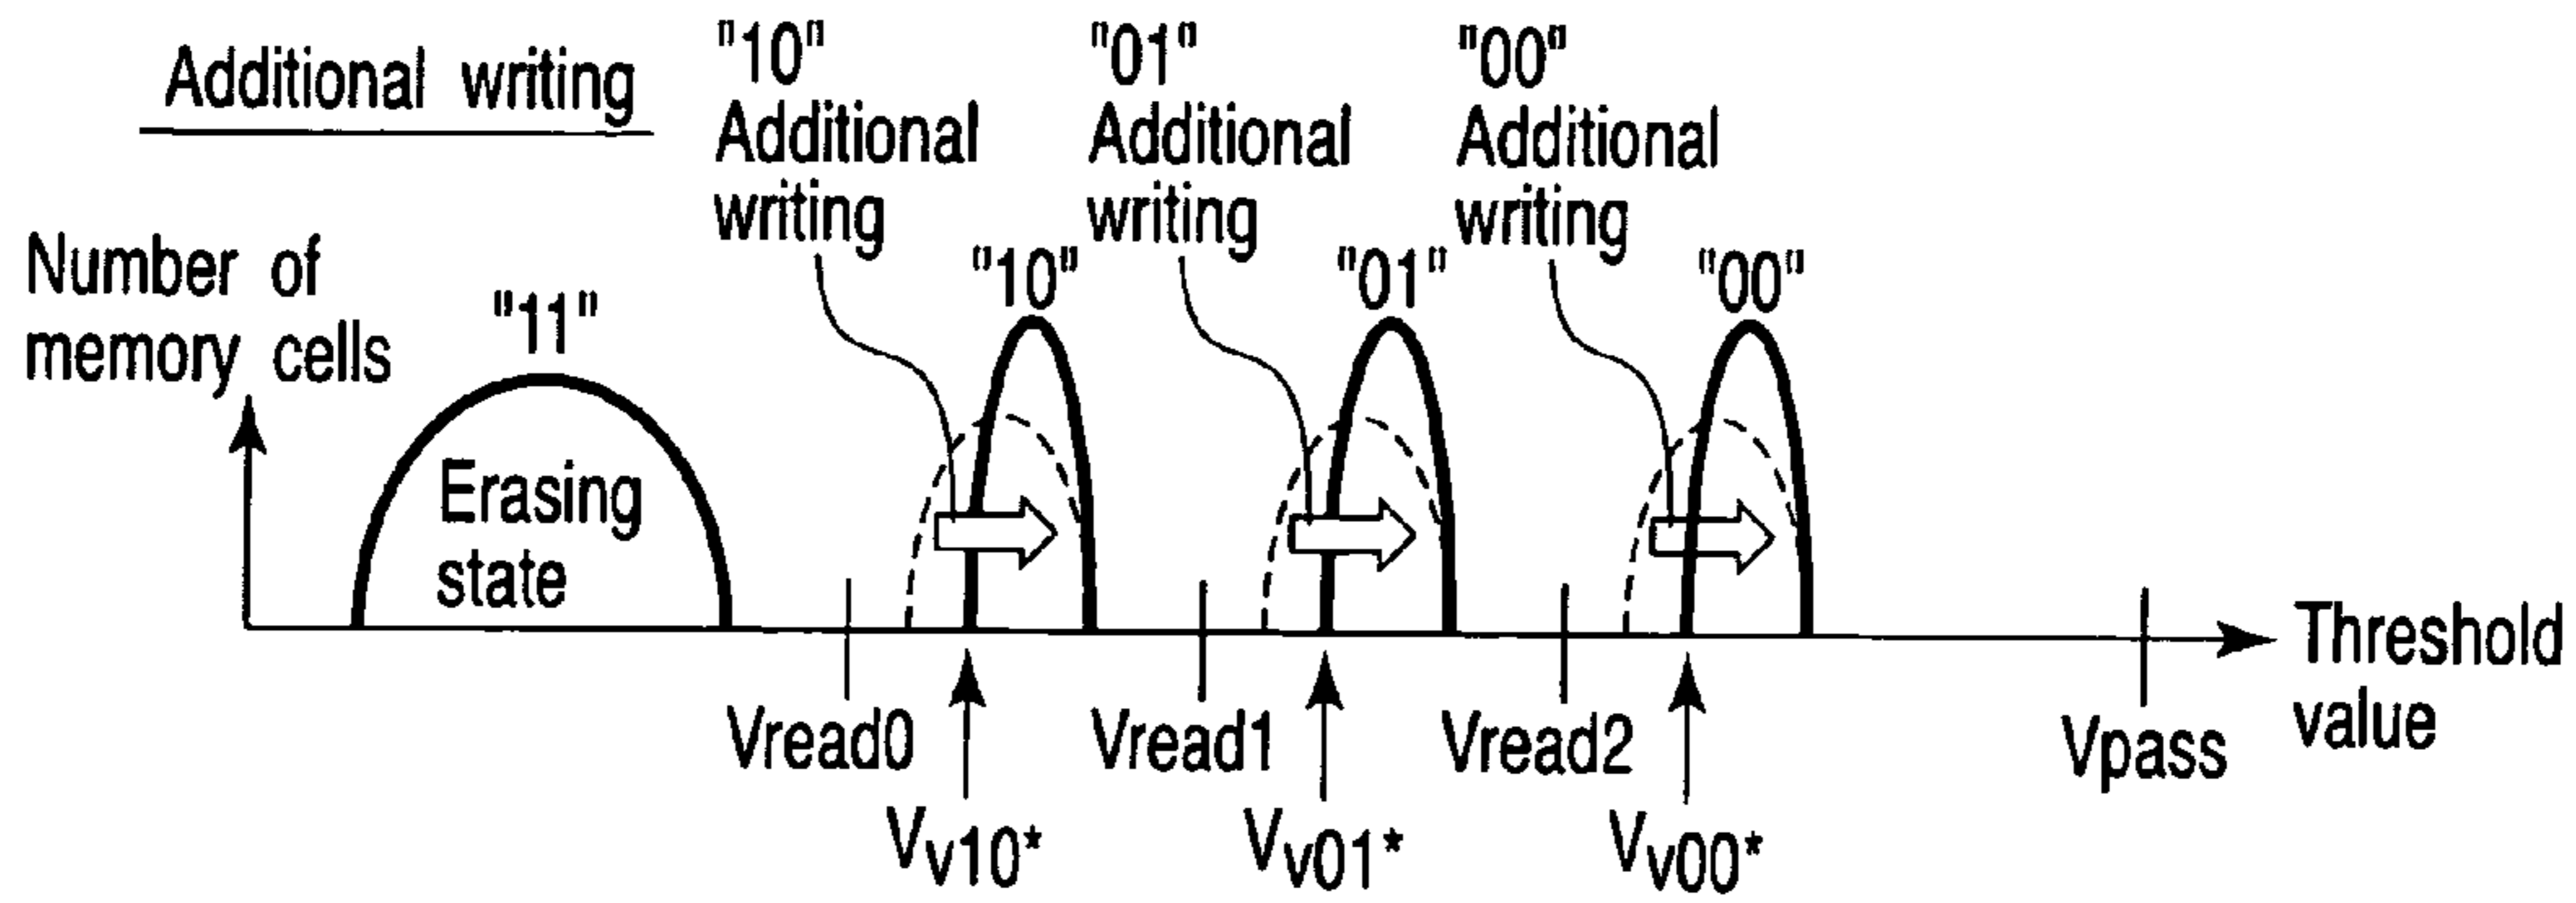 Additional writing
"10"
Additional
writing
"01"
Additional
writing
"00"
Additional
writing
Number of
memory cells
"11"
"10"
"01"
"00"
Erasing
state
Vread0
Vread1
Vread2
Vpass
Threshold
value
Vv10*
Vv01*
Vv00*